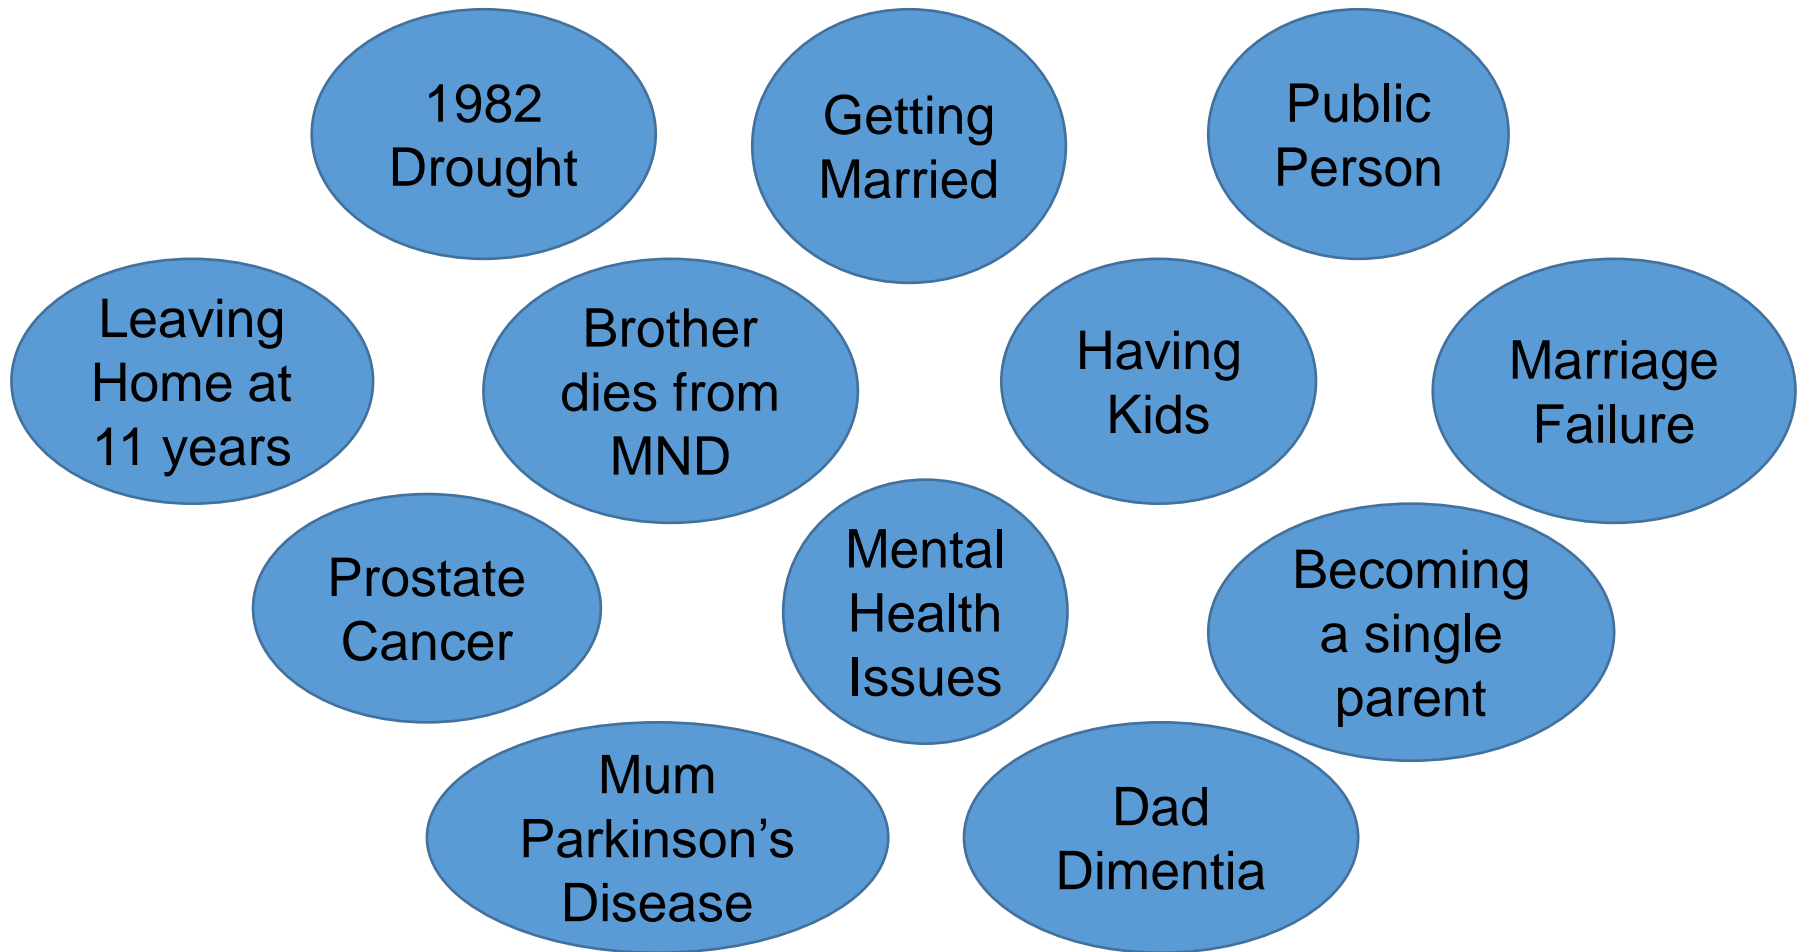 1982
Drought
Getting
Married
Public
Person
Leaving
Home at
11 years
Brother
dies from
MND
Having
Kids
Marriage
Failure
Prostate
Cancer
Mental
Health
Issues
Becoming
a single
parent
Mum
Parkinson’s
Disease
Dad
Dimentia